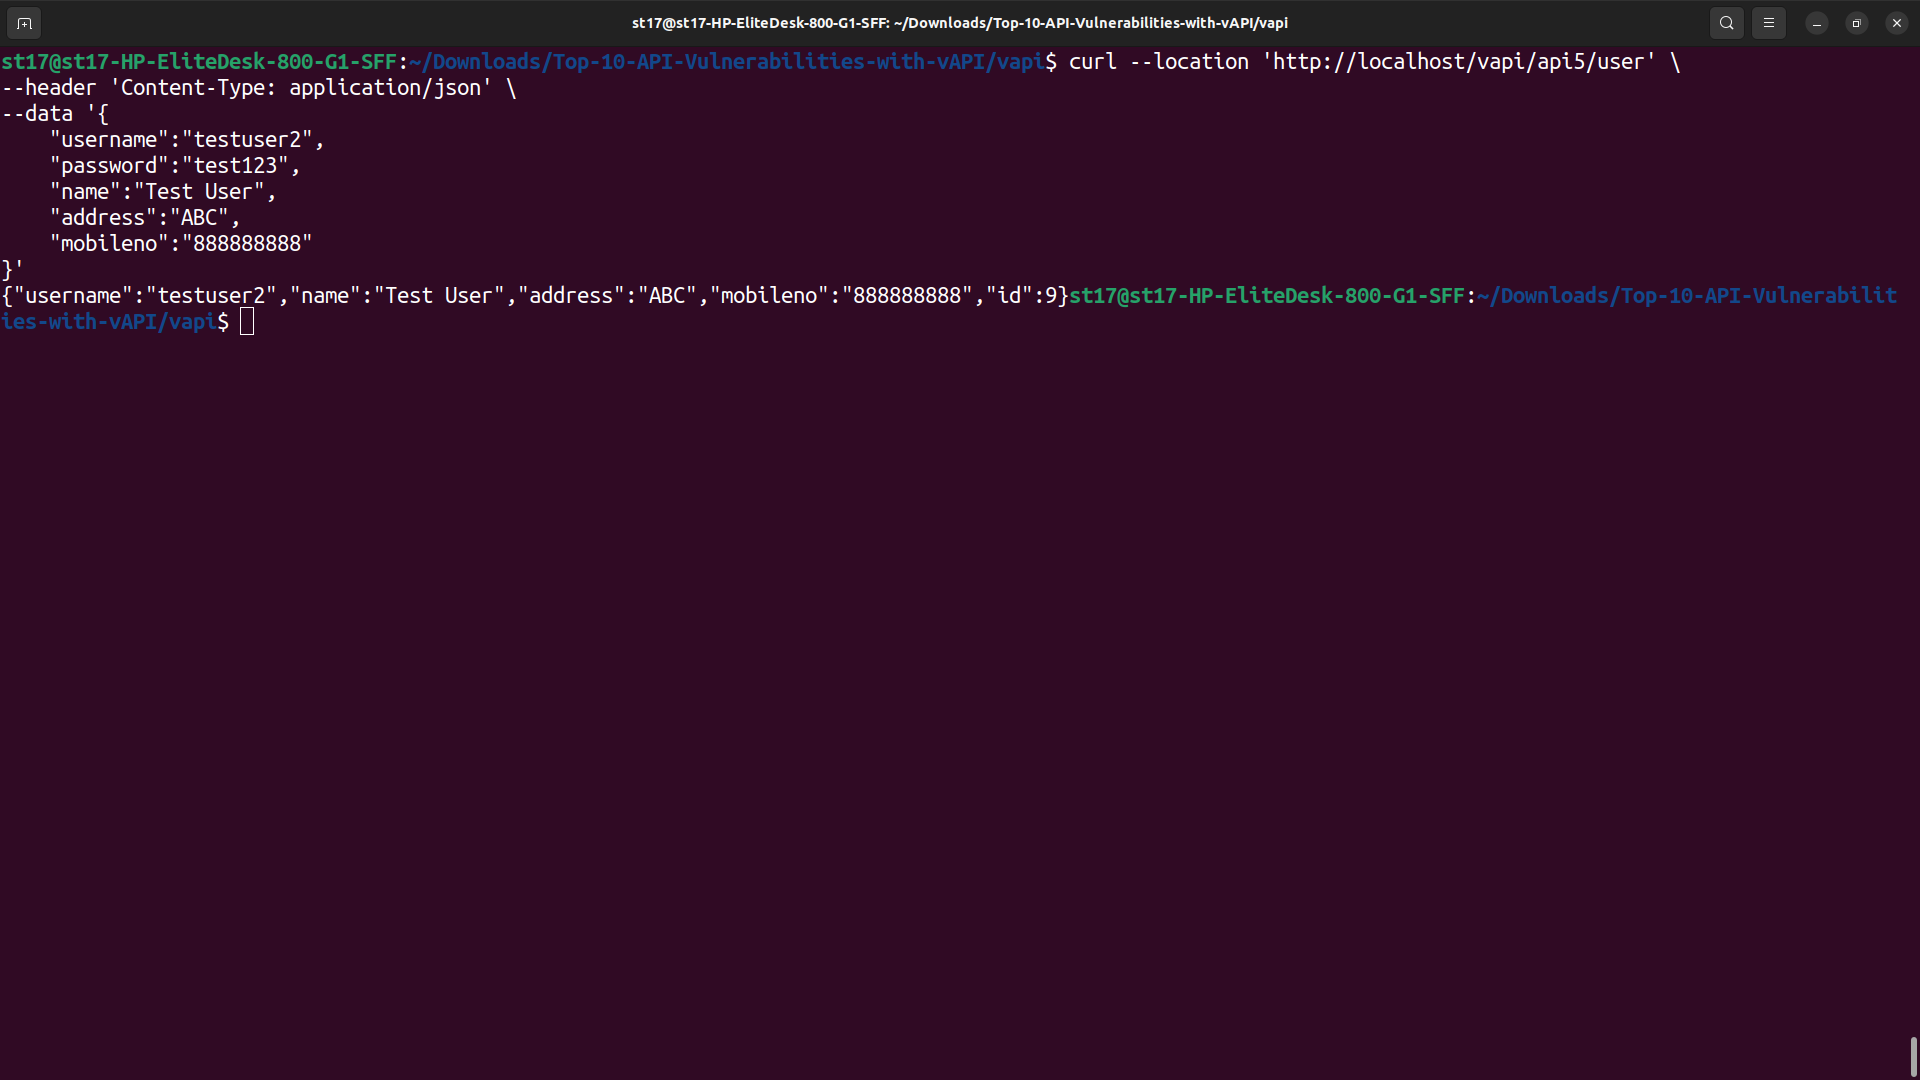 st17@st17-HP-EliteDesk-800-G1-SFF: ~/Downloads/Top-10-API-Vulnerabilities-with-vAPI/vapi
st17@st17-HP-EliteDesk-800-G1-SFF:~/Downloads/Top-10-API-Vulnerabilities-with-vAPI/vapi$ curl --location 'http://localhost/vapi/api5/user' \
--header 'Content-Type: application/json' \
--data '{
    "username":"testuser2",
    "password":"test123",
    "name":"Test User",
    "address":"ABC",
    "mobileno":"888888888"
}'
{"username":"testuser2","name":"Test User","address":"ABC","mobileno":"888888888","id":9}st17@st17-HP-EliteDesk-800-G1-SFF:~/Downloads/Top-10-API-Vulnerabilit
ies-with-vAPI/vapi$